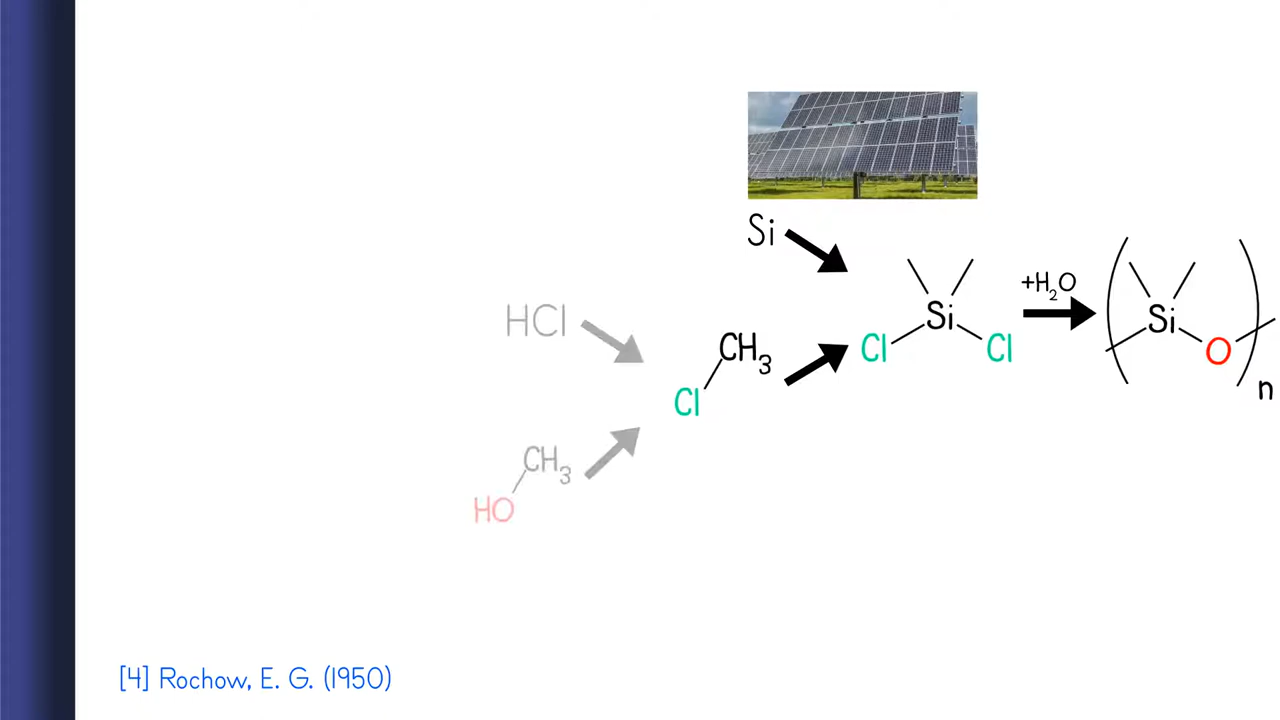 Si
+H₂O
Si
Cl
Cl
Si
O
n
HCl
CH₃
Cl
CH₃
HO
[4] Rochow, E. G. (1950)